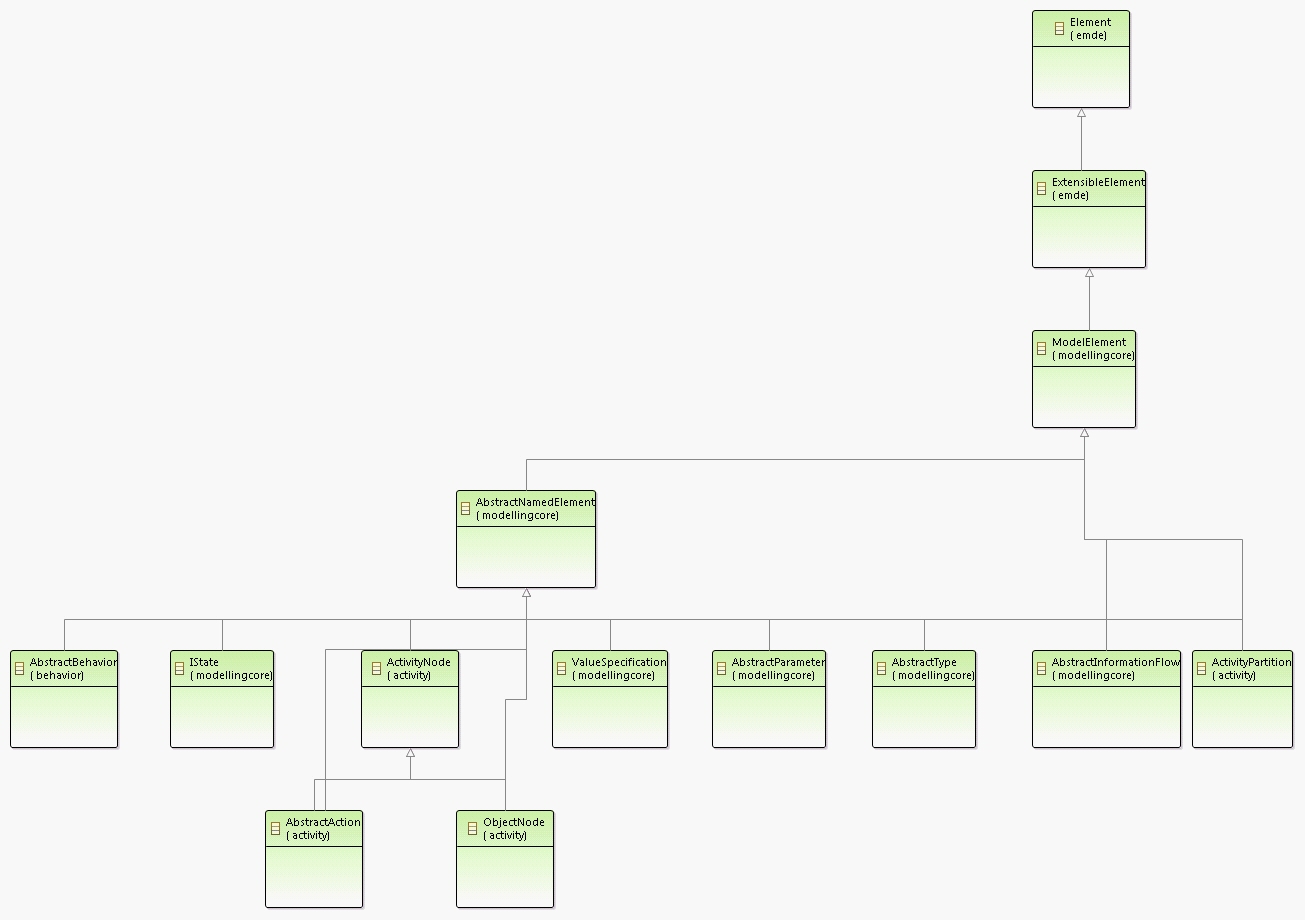 Element
( emde)
ExtensibleElement
( emde)
ModelElement
( modellingcore)
AbstractNamedElement
( modellingcore)
AbstractBehavior
( behavior)
IState
( modellingcore)
ActivityNode
( activity)
ValueSpecification
( modellingcore)
AbstractParameter
( modellingcore)
AbstractType
( modellingcore)
AbstractInformationFlow
( modellingcore)
ActivityPartition
( activity)
AbstractAction
( activity)
ObjectNode
( activity)